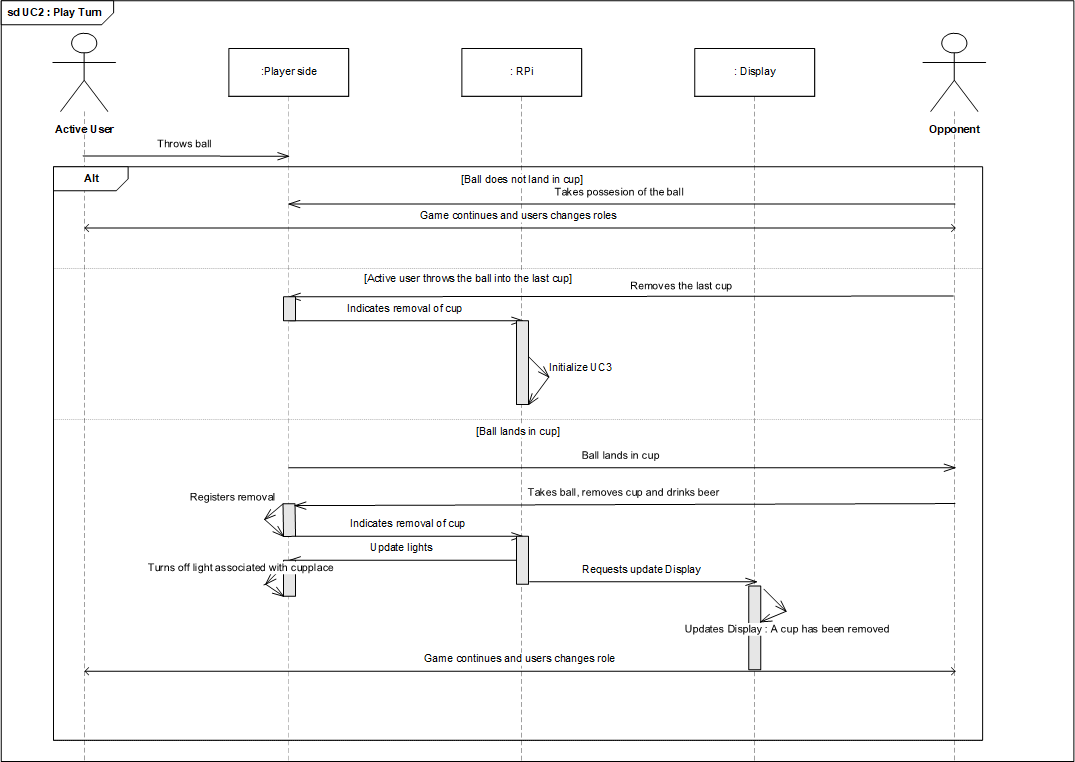 sd UC2 : Play Turn
:Player side
: RPi
: Display
Active User
Opponent
Throws ball
Alt
[Ball does not land in cup]
Takes possesion of the ball
Game continues and users changes roles
[Active user throws the ball into the last cup]
Removes the last cup
Indicates removal of cup
Initialize UC3
[Ball lands in cup]
Ball lands in cup
Takes ball, removes cup and drinks beer
Registers removal
Indicates removal of cup
Update lights
Turns off light associated with cupplace
Requests update Display
Updates Display : A cup has been removed
Game continues and users changes role